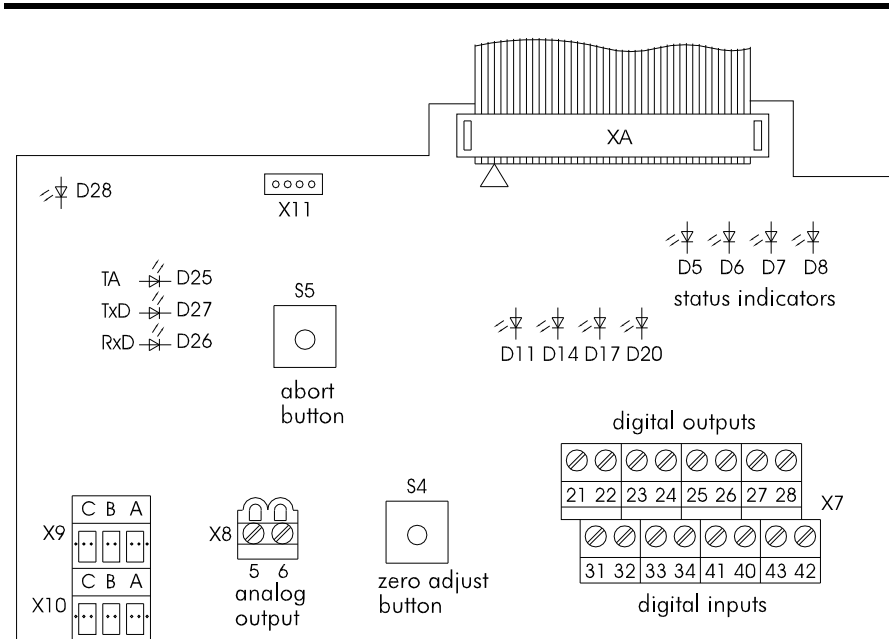 XA
D28
X11
D5 D6 D7 D8
status indicators
TA D25
TxD D27
RxD D26
S5
abort
button
D11 D14 D17 D20
digital outputs
21 22 23 24 25 26 27 28
X7
31 32 33 34 41 40 43 42
digital inputs
S4
zero adjust
button
X8
5 6
analog
output
X9
C B A
X10
C B A